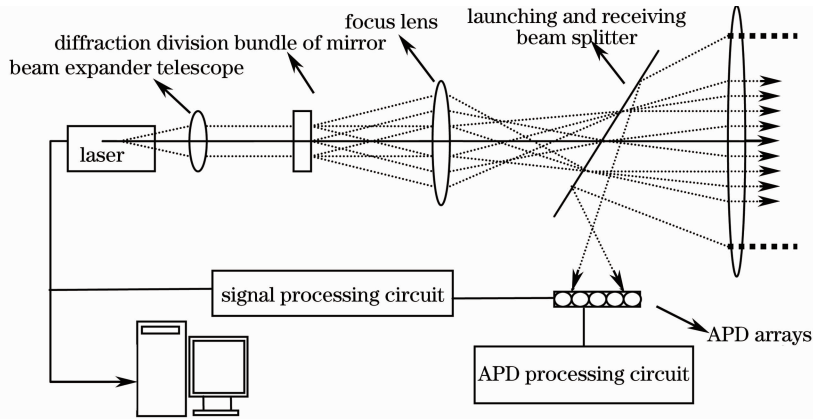 launching and receiving
beam splitter
focus lens
diffraction division bundle of mirror
beam expander telescope
laser
signal processing circuit
APD arrays
APD processing circuit